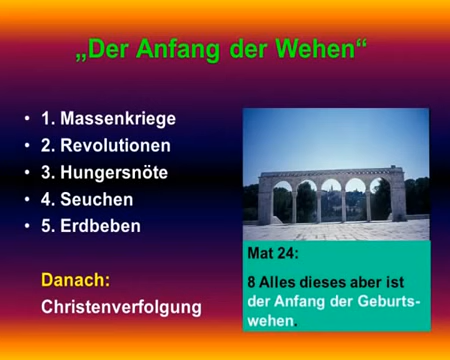 „Der Anfang der Wehen“
• 1. Massenkriege
• 2. Revolutionen
• 3. Hungersnöte
• 4. Seuchen
• 5. Erdbeben
Danach:
Christenverfolgung
Mat 24:
8 Alles dieses aber ist
der Anfang der Geburts-
wehen.